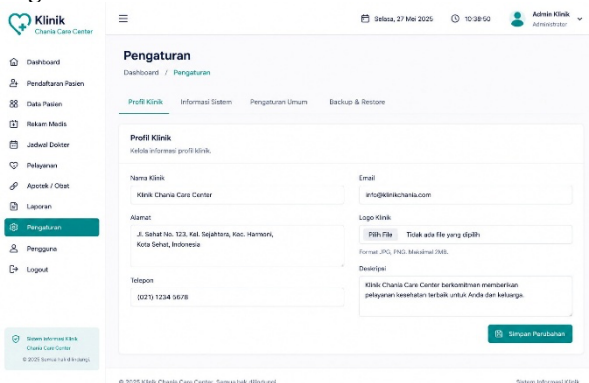 Klinik
Chania Care Center
Selasa, 27 Mei 2025
10:38:50
Admin Klinik
Administrator
Dashboard
Pendaftaran Pasien
Data Pasien
Rekam Medis
Jadwal Dokter
Pelayanan
Apotek / Obat
Laporan
Pengaturan
Pengguna
Logout
Sistem Informasi Klinik
Chania Care Center
© 2025 Semua hak dilindungi.
Pengaturan
Dashboard / Pengaturan
Profil Klinik
Informasi Sistem
Pengaturan Umum
Backup & Restore
Profil Klinik
Kelola informasi profil klinik.
Nama Klinik
Klinik Chania Care Center
Alamat
Jl. Sehat No. 123, Kel. Sejahtera, Kec. Harmoni,
Kota Sehat, Indonesia
Telepon
(021) 1234 5678
Email
info@klinikchania.com
Logo Klinik
Pilih File Tidak ada file yang dipilih
Format JPG, PNG. Maksimal 2MB.
Deskripsi
Klinik Chania Care Center berkomitmen memberikan
pelayanan kesehatan terbaik untuk Anda dan keluarga.
Simpan Perubahan
© 2025 Klinik Chania Care Center. Semua hak dilindungi.
Sistem Informasi Klinik